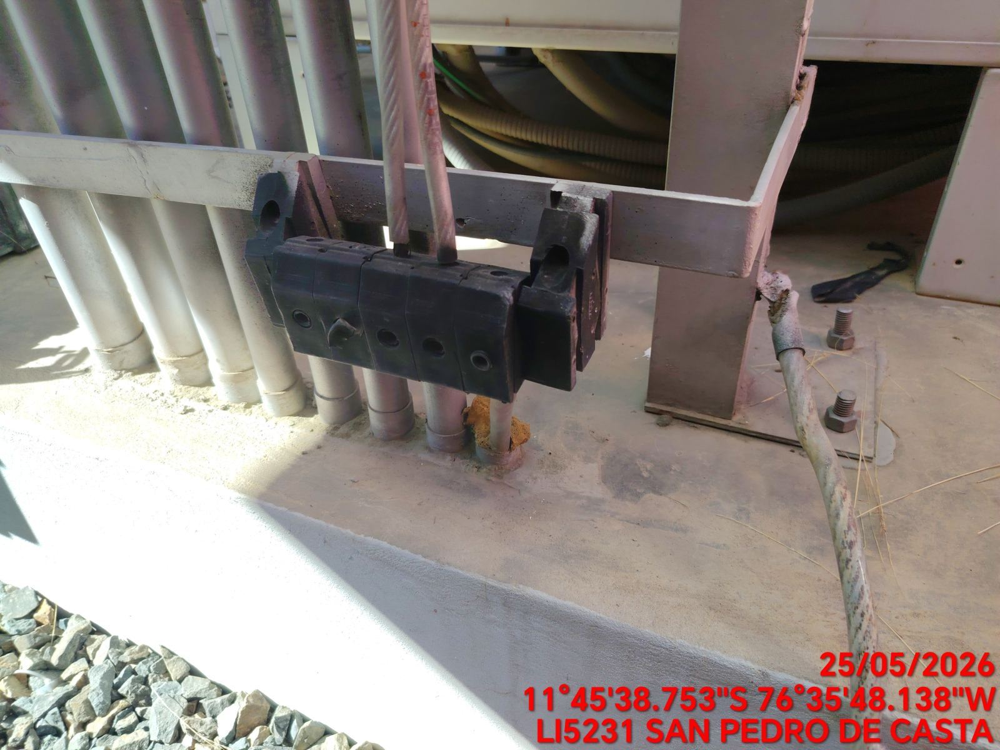 25/05/2026
11°45'38.753"S 76°35'48.138"W
LI5231 SAN PEDRO DE CASTA